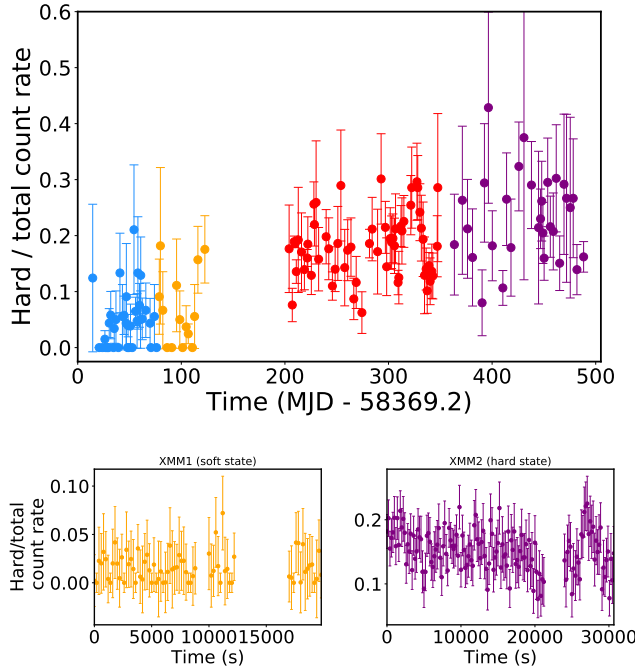 0.6
0.5
0.4
0.3
0.2
0.1
0.0
Hard / total count rate
0 100 200 300 400 500
Time (MJD - 58369.2)
XMM1 (soft state)
0.10
0.05
0.00
Hard/total
count rate
0 5000 10000 15000
Time (s)
XMM2 (hard state)
0.2
0.1
0 10000 20000 30000
Time (s)